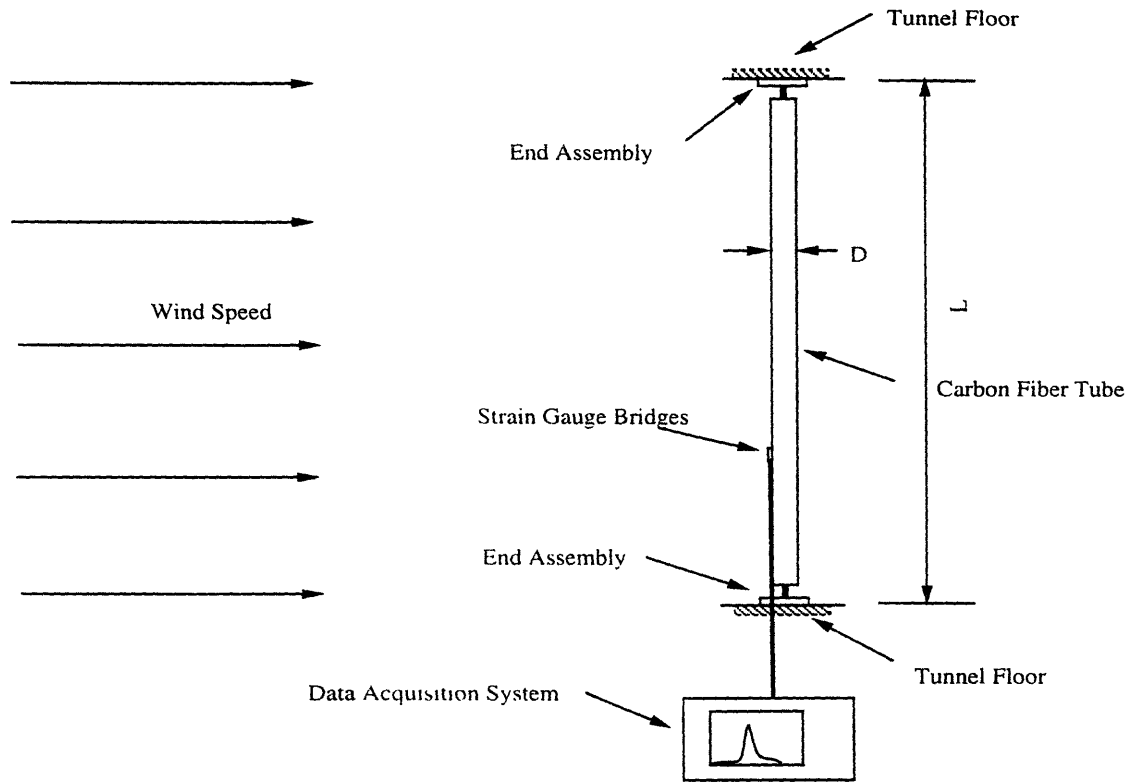 Tunnel Floor
End Assembly
D
Wind Speed
L
Carbon Fiber Tube
Strain Gauge Bridges
End Assembly
Tunnel Floor
Data Acquisition System